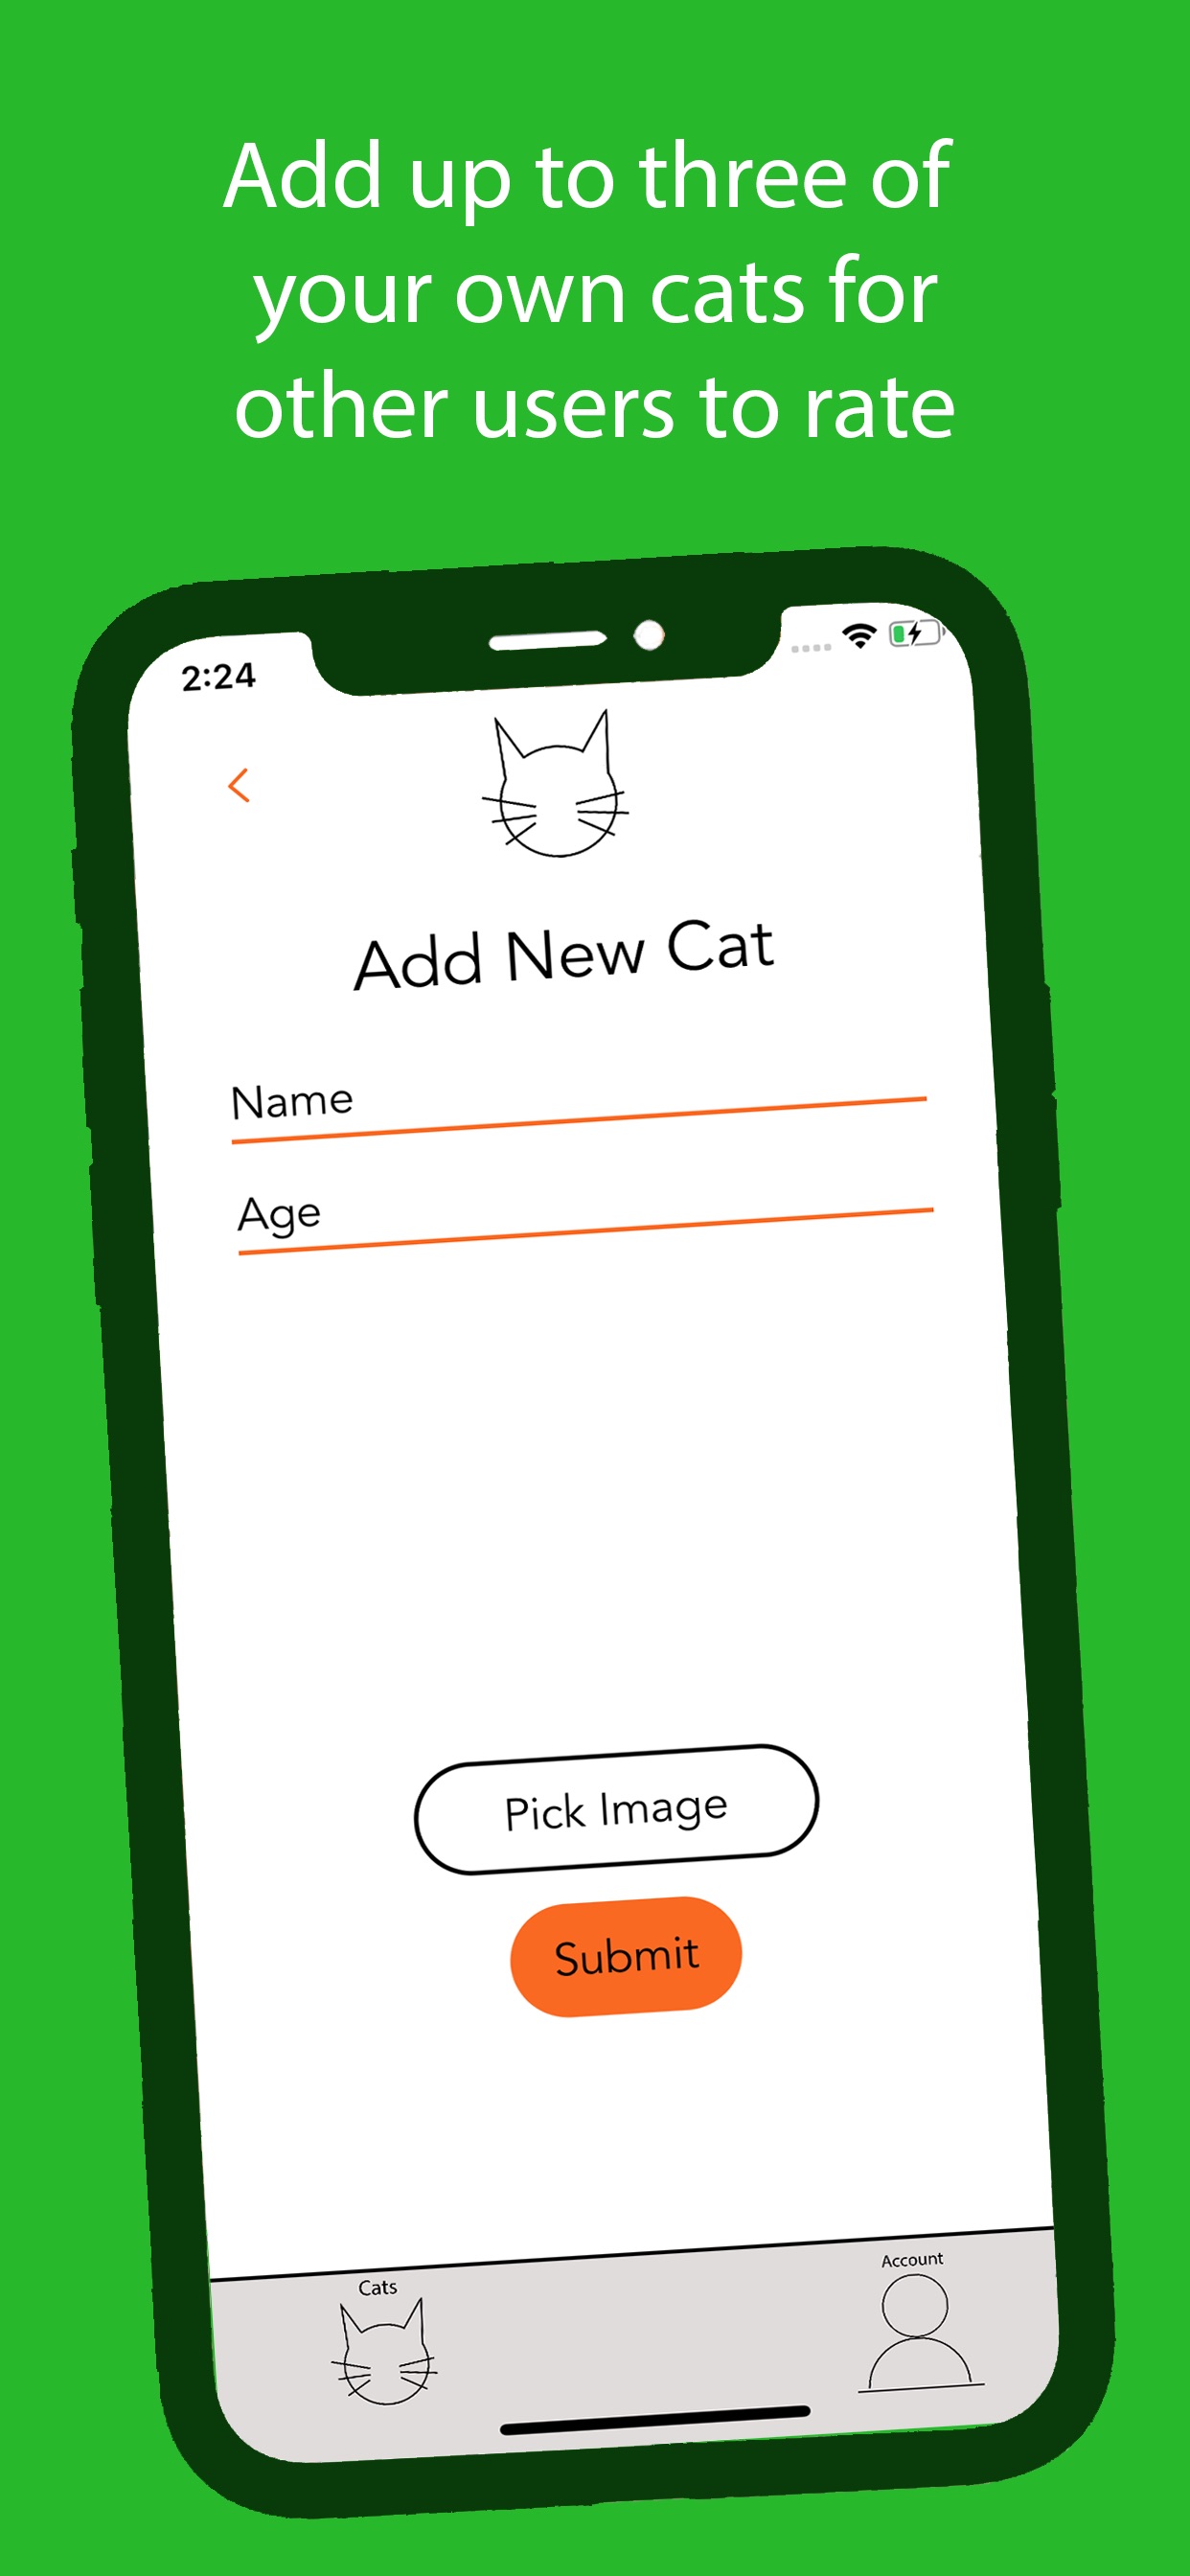 Add up to three of
your own cats for
other users to rate
2:24
Add New Cat
Name
Age
Pick Image
Submit
Cats
Account